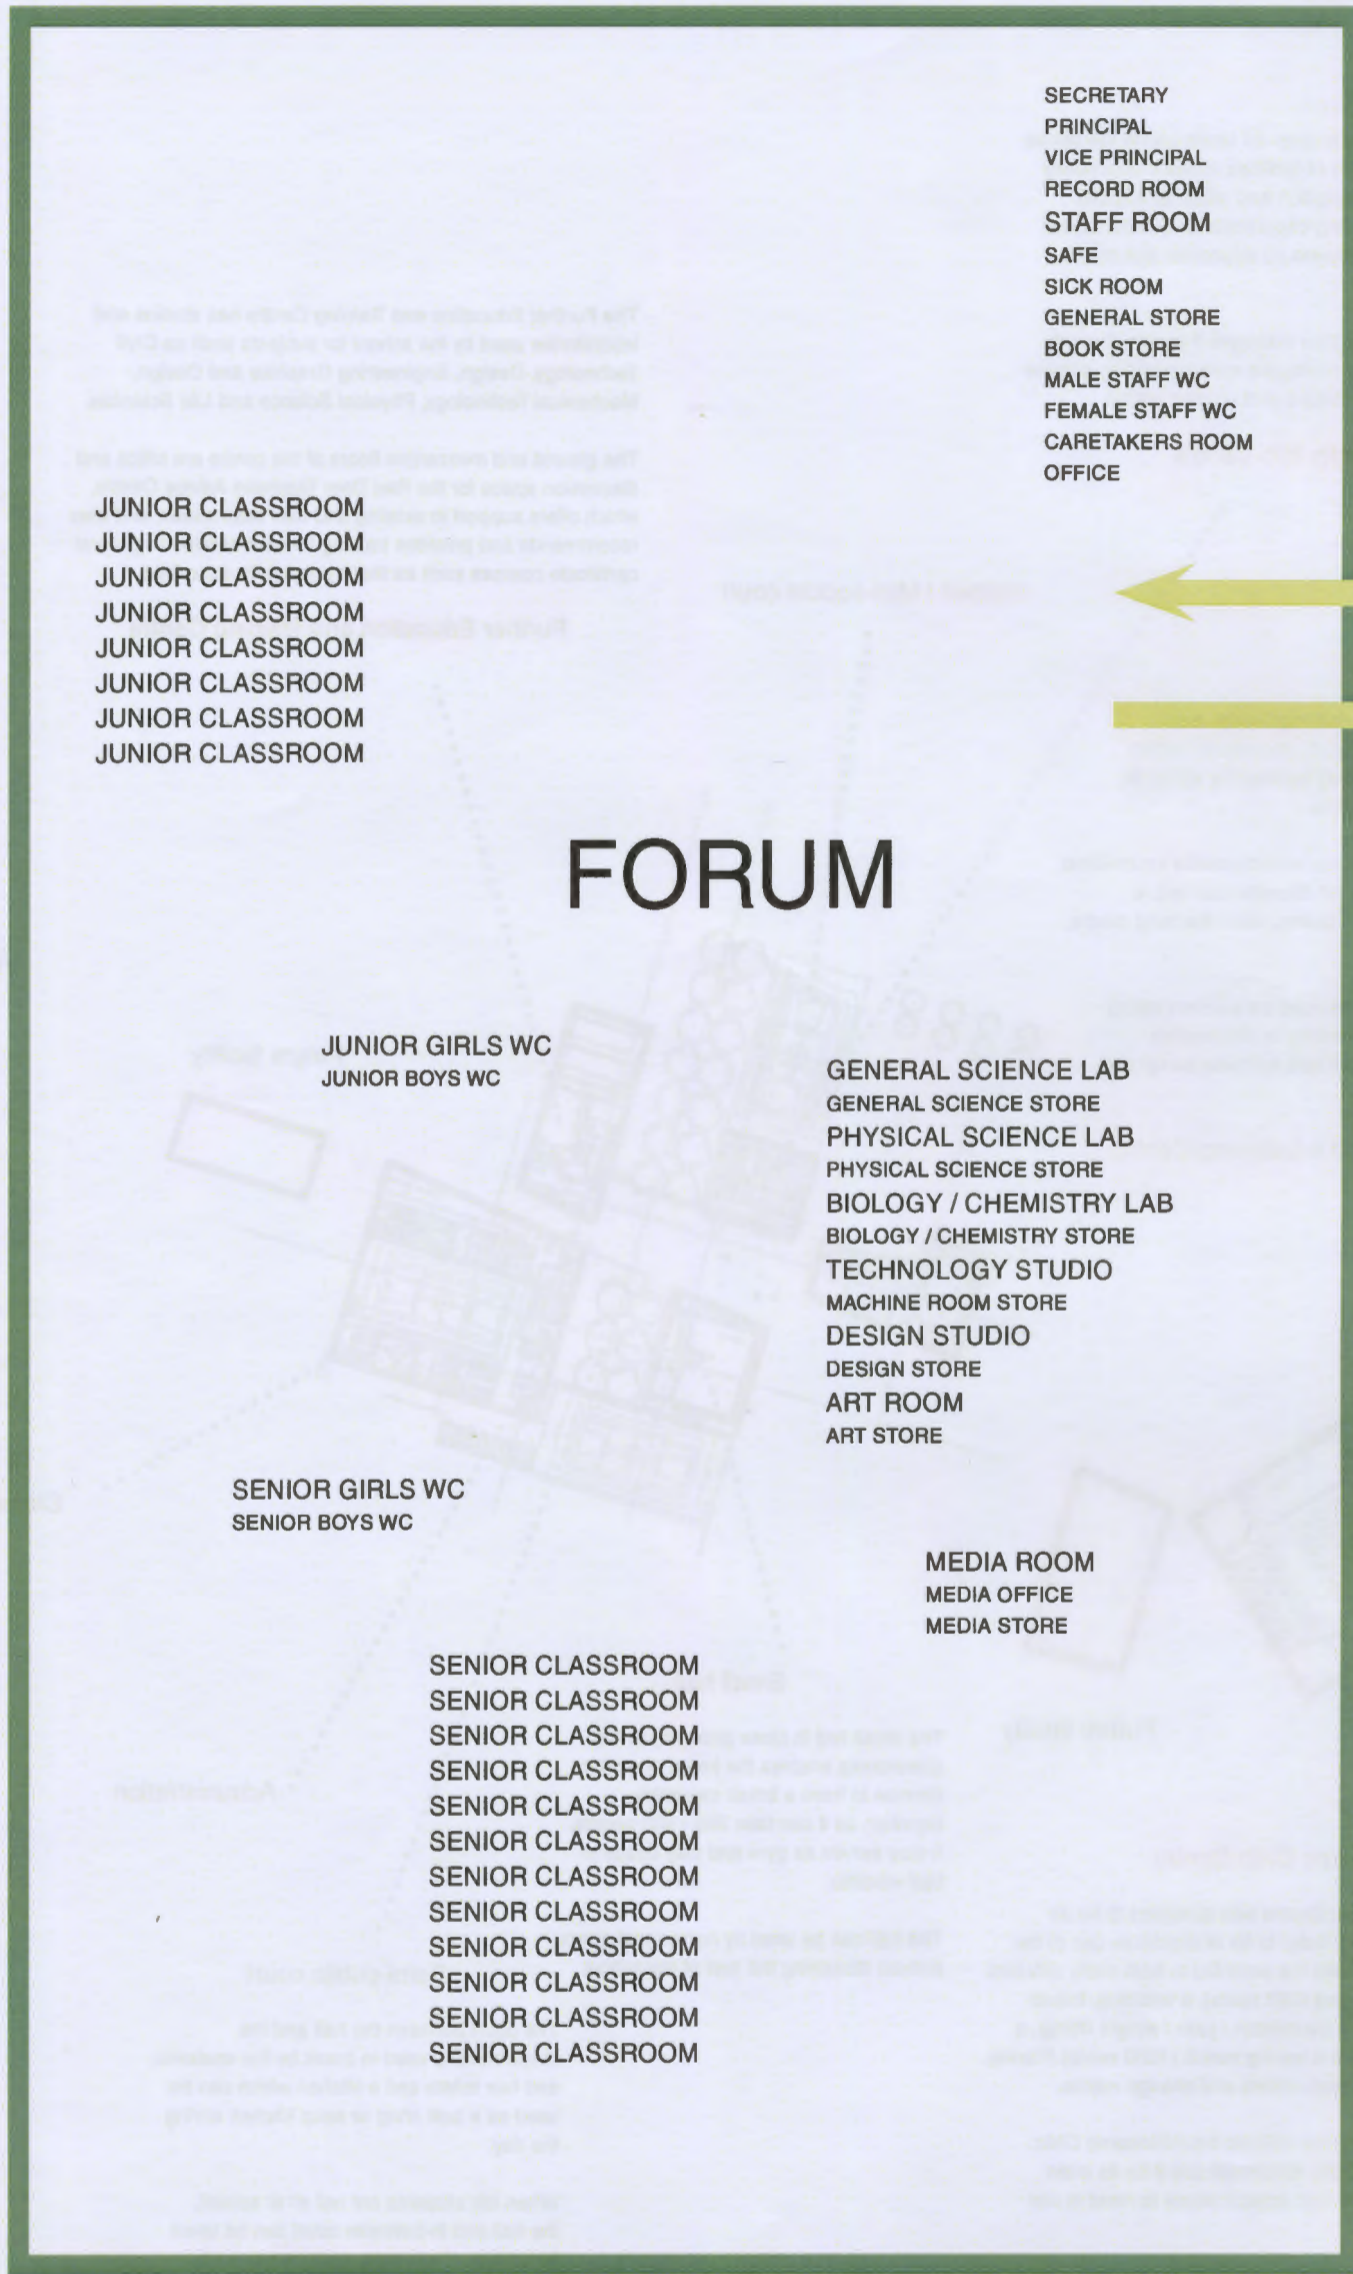 SECRETARY
PRINCIPAL
VICE PRINCIPAL
RECORD ROOM
STAFF ROOM
SAFE
SICK ROOM
GENERAL STORE
BOOK STORE
MALE STAFF WC
FEMALE STAFF WC
CARETAKERS ROOM
OFFICE
JUNIOR CLASSROOM
JUNIOR CLASSROOM
JUNIOR CLASSROOM
JUNIOR CLASSROOM
JUNIOR CLASSROOM
JUNIOR CLASSROOM
JUNIOR CLASSROOM
JUNIOR CLASSROOM
FORUM
JUNIOR GIRLS WC
JUNIOR BOYS WC
GENERAL SCIENCE LAB
GENERAL SCIENCE STORE
PHYSICAL SCIENCE LAB
PHYSICAL SCIENCE STORE
BIOLOGY / CHEMISTRY LAB
BIOLOGY / CHEMISTRY STORE
TECHNOLOGY STUDIO
MACHINE ROOM STORE
DESIGN STUDIO
DESIGN STORE
ART ROOM
ART STORE
SENIOR GIRLS WC
SENIOR BOYS WC
MEDIA ROOM
MEDIA OFFICE
MEDIA STORE
SENIOR CLASSROOM
SENIOR CLASSROOM
SENIOR CLASSROOM
SENIOR CLASSROOM
SENIOR CLASSROOM
SENIOR CLASSROOM
SENIOR CLASSROOM
SENIOR CLASSROOM
SENIOR CLASSROOM
SENIOR CLASSROOM
SENIOR CLASSROOM
SENIOR CLASSROOM